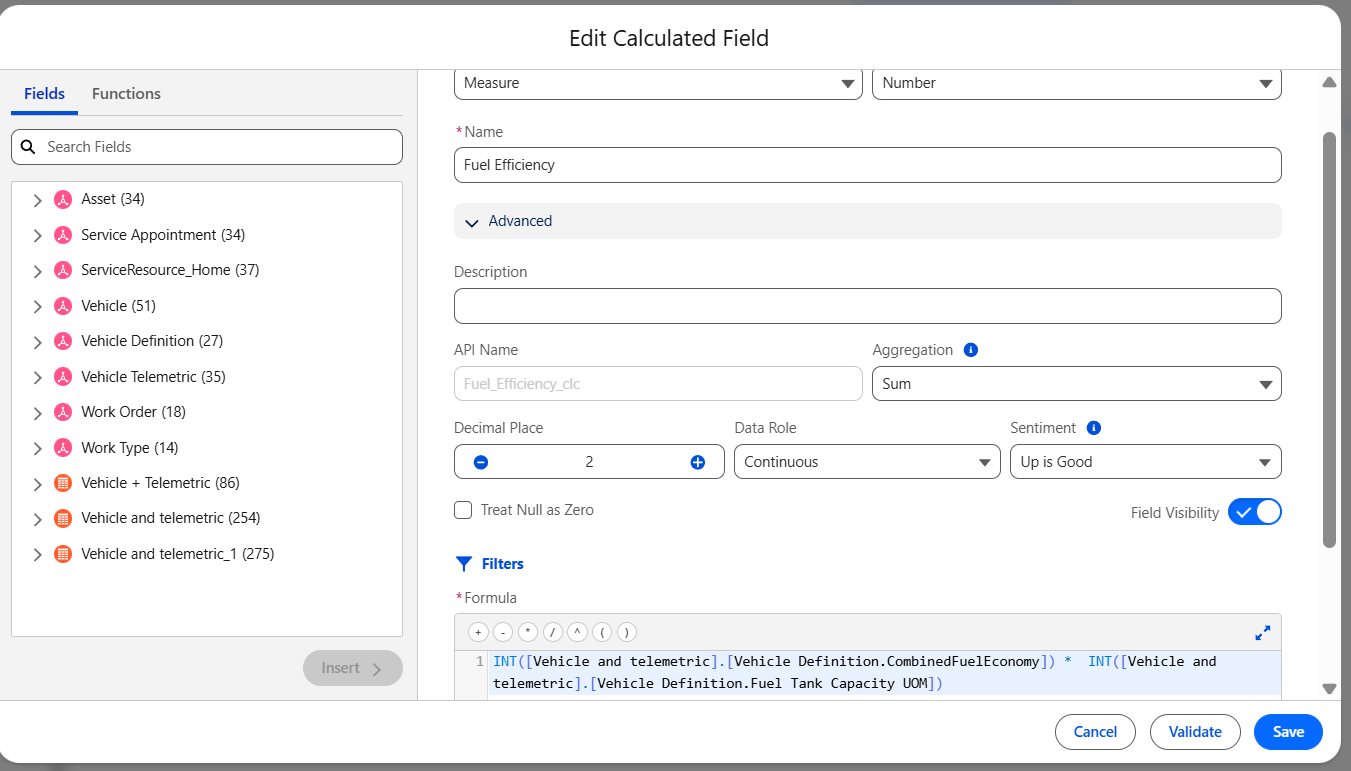 Edit Calculated Field
Fields
Functions
Search Fields
Asset (34)
Service Appointment (34)
ServiceResource_Home (37)
Vehicle (51)
Vehicle Definition (27)
Vehicle Telemetric (35)
Work Order (18)
Work Type (14)
Vehicle + Telemetric (86)
Vehicle and telemetric (254)
Vehicle and telemetric_1 (275)
Insert
Measure
Number
*Name
Fuel Efficiency
Advanced
Description
API Name
Aggregation
Fuel_Efficiency_clc
Sum
Decimal Place
Data Role
Sentiment
2
Continuous
Up is Good
Treat Null as Zero
Field Visibility
Filters
*Formula
+ - * / ^ ( )
1 INT([Vehicle and telemetric].[Vehicle Definition.CombinedFuelEconomy]) * INT([Vehicle and
telemetric].[Vehicle Definition.Fuel Tank Capacity UOM])
Cancel
Validate
Save